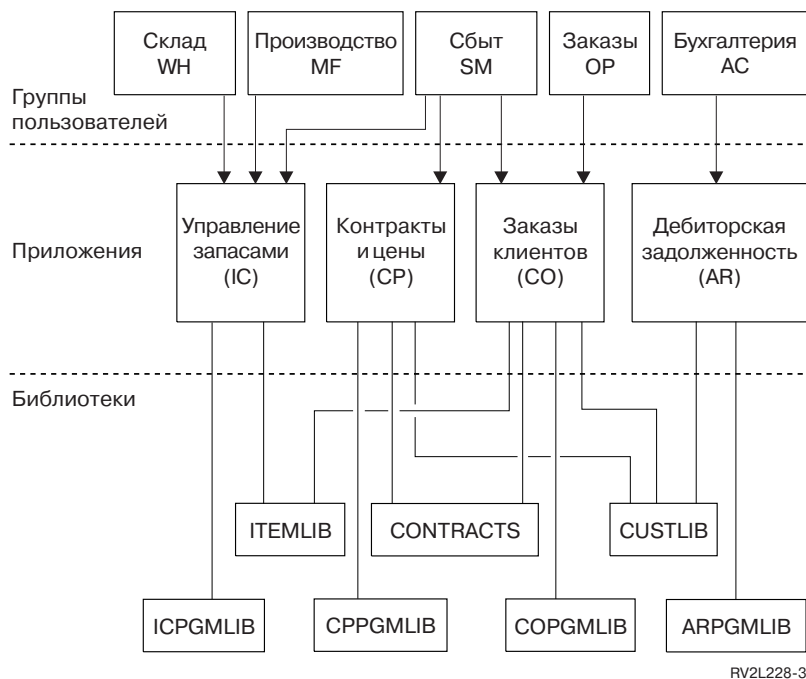 Склад
WH
Производство
MF
Сбыт
SM
Заказы
OP
Бухгалтерия
AC
Группы
пользователей
Приложения
Управление
запасами
(IC)
Контракты
и цены
(CP)
Заказы
клиентов
(CO)
Дебиторская
задолженность
(AR)
Библиотеки
ITEMLIB
CONTRACTS
CUSTLIB
ICPGMLIB
CPPGMLIB
COPGMLIB
ARPGMLIB
RV2L228-3